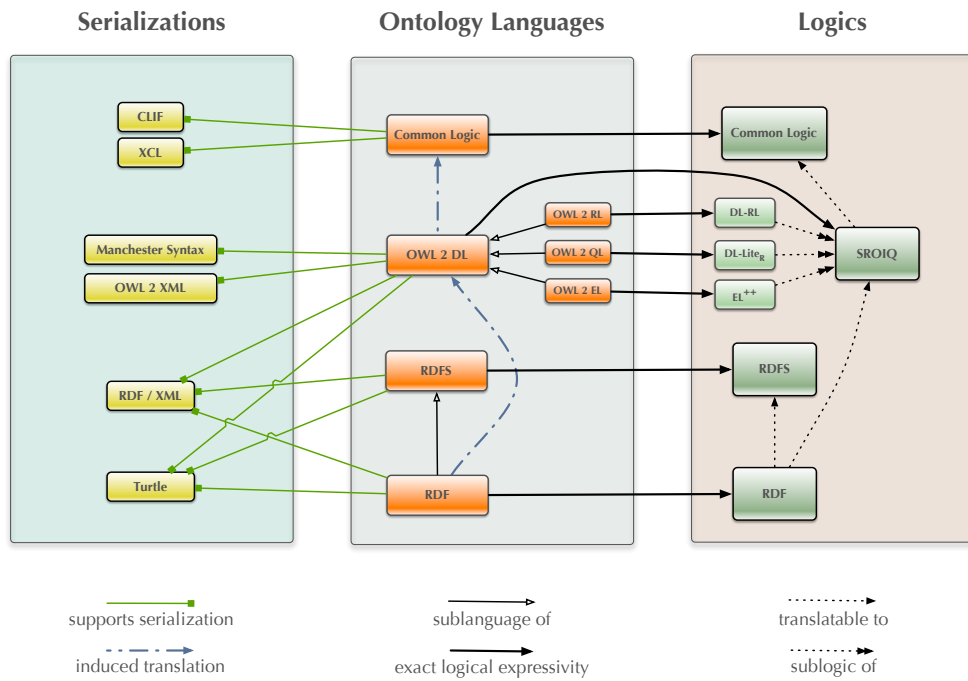 Serializations
Ontology Languages
Logics
CLIF
XCL
Common Logic
Common Logic
Manchester Syntax
OWL 2 XML
OWL 2 DL
OWL 2 RL
OWL 2 QL
OWL 2 EL
DL-RL
DL-LiteR
EL++
SROIQ
RDF / XML
RDFS
RDFS
Turtle
RDF
RDF
supports serialization
sublanguage of
translatable to
induced translation
exact logical expressivity
sublogic of